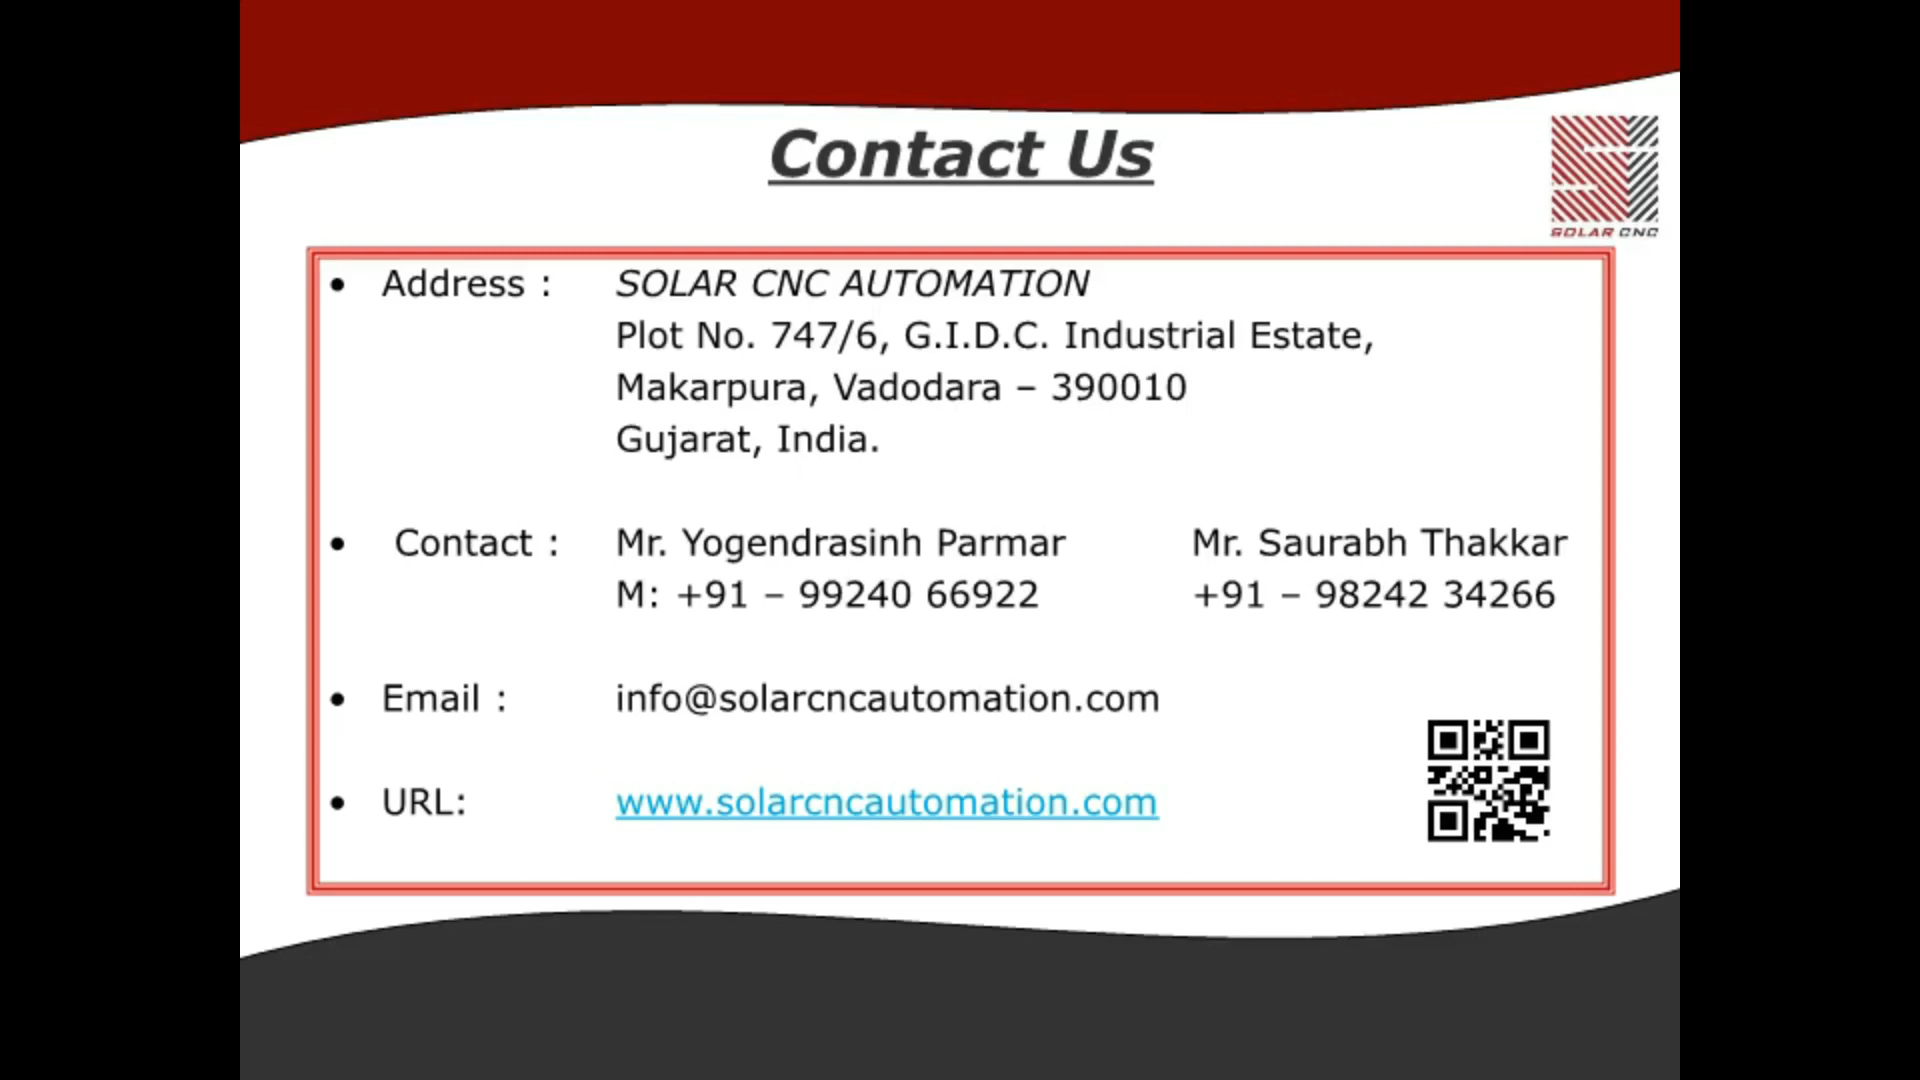 Contact Us
SOLAR CNC
• Address : SOLAR CNC AUTOMATION
Plot No. 747/6, G.I.D.C. Industrial Estate,
Makarpura, Vadodara – 390010
Gujarat, India.
• Contact : Mr. Yogendrasinh Parmar Mr. Saurabh Thakkar
M: +91 – 99240 66922 +91 – 98242 34266
• Email : info@solarcncautomation.com
• URL: www.solarcncautomation.com